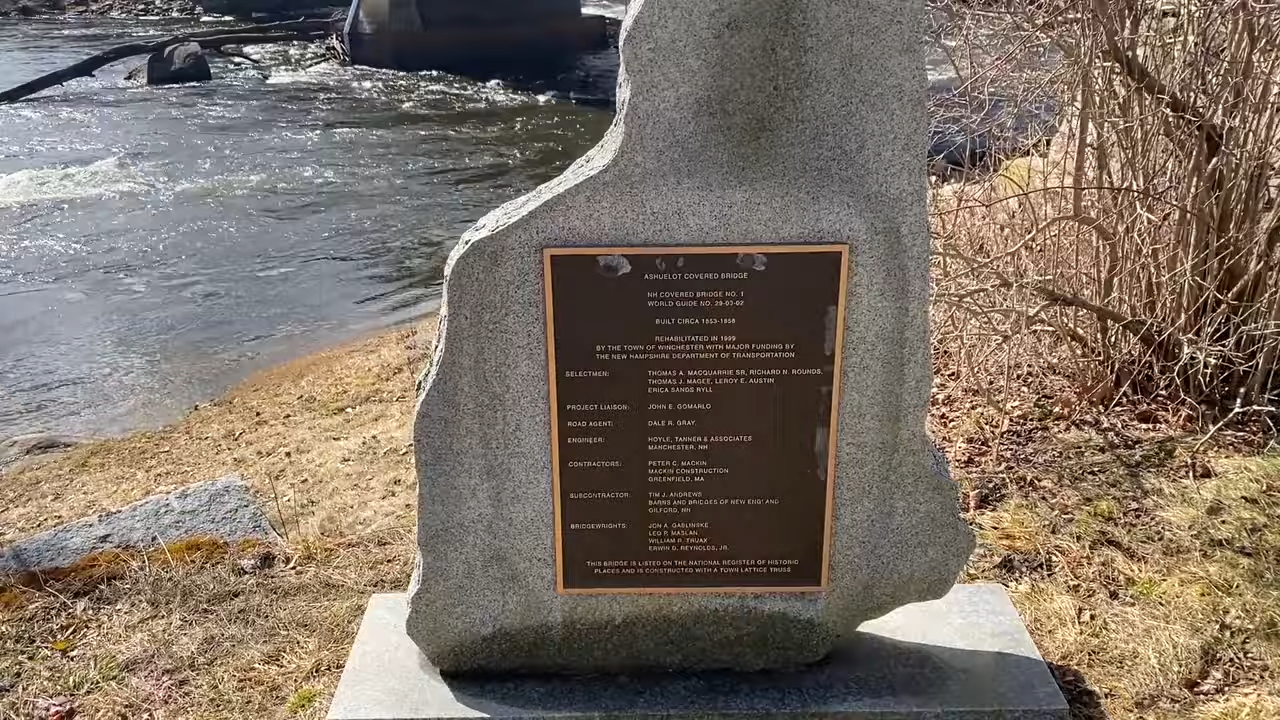 ASHUELOT COVERED BRIDGE
NH COVERED BRIDGE NO. 1
WORLD GUIDE NO. 29-03-02
BUILT CIRCA 1853-1858
REHABILITATED IN 1999
BY THE TOWN OF WINCHESTER WITH MAJOR FUNDING BY
THE NEW HAMPSHIRE DEPARTMENT OF TRANSPORTATION
SELECTMEN: THOMAS A. MACQUARRIE SR, RICHARD N. ROUNDS,
THOMAS J. MAGEE, LEROY E. AUSTIN
ERICA SANDS RYLL
PROJECT LIAISON: JOHN E. GOMARLO
ROAD AGENT: DALE R. GRAY
ENGINEER: HOYLE, TANNER & ASSOCIATES
MANCHESTER, NH
CONTRACTORS: PETER C. MACKIN
MACKIN CONSTRUCTION
GREENFIELD, MA
SUBCONTRACTOR: TIM J. ANDREWS
BARNS AND BRIDGES OF NEW ENGLAND
GILFORD, NH
BRIDGEWRIGHTS: JON A. GABLINSKE
LEO P. MASLAN
WILLIAM R. TRUAX
ERWIN D. REYNOLDS, JR.
THIS BRIDGE IS LISTED ON THE NATIONAL REGISTER OF HISTORIC
PLACES AND IS CONSTRUCTED WITH A TOWN LATTICE TRUSS